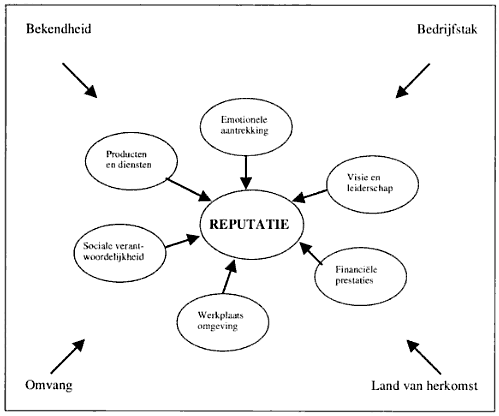 Bekendheid
Bedrijfstak
Emotionele
aantrekking
Producten
en diensten
Visie en
leiderschap
REPUTATIE
Sociale verant-
woordelijkheid
Financiële
prestaties
Werkplaats
omgeving
Omvang
Land van herkomst